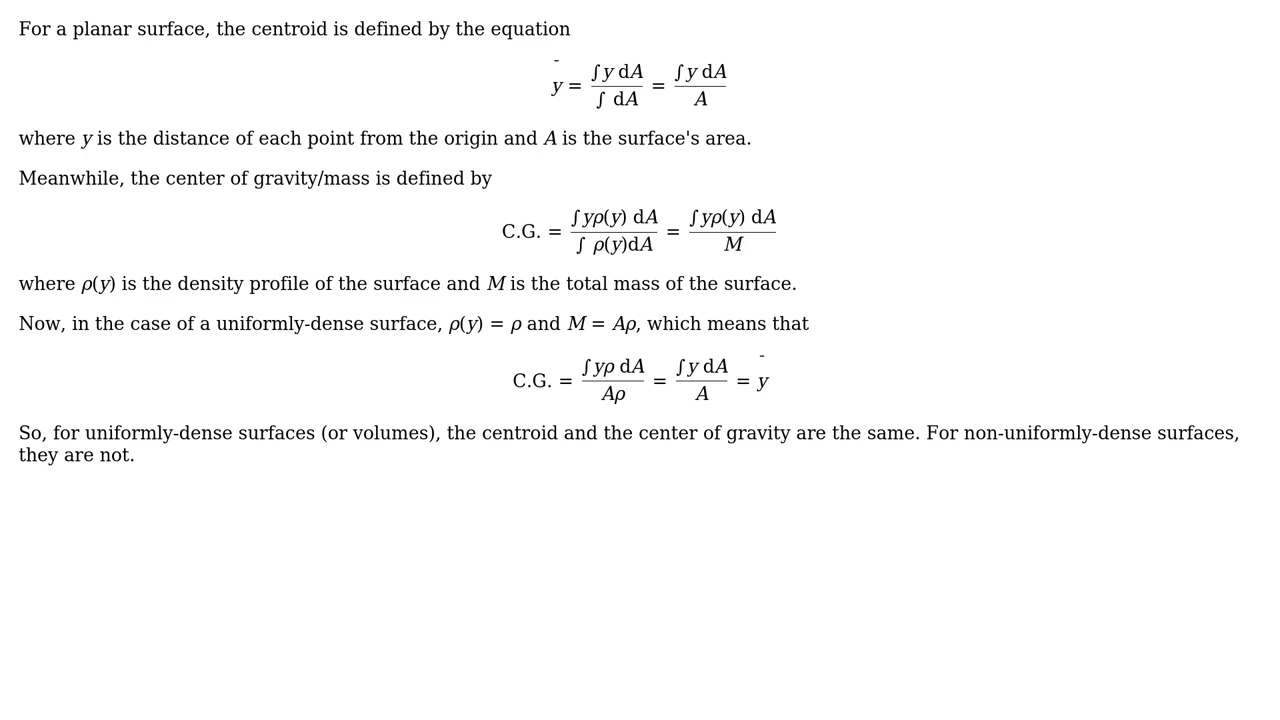 For a planar surface, the centroid is defined by the equation
ȳ = ∫ y dA / ∫ dA = ∫ y dA / A
where y is the distance of each point from the origin and A is the surface's area.
Meanwhile, the center of gravity/mass is defined by
C.G. = ∫ yρ(y) dA / ∫ ρ(y)dA = ∫ yρ(y) dA / M
where ρ(y) is the density profile of the surface and M is the total mass of the surface.
Now, in the case of a uniformly-dense surface, ρ(y) = ρ and M = Aρ, which means that
C.G. = ∫ yρ dA / Aρ = ∫ y dA / A = ȳ
So, for uniformly-dense surfaces (or volumes), the centroid and the center of gravity are the same. For non-uniformly-dense surfaces,
they are not.